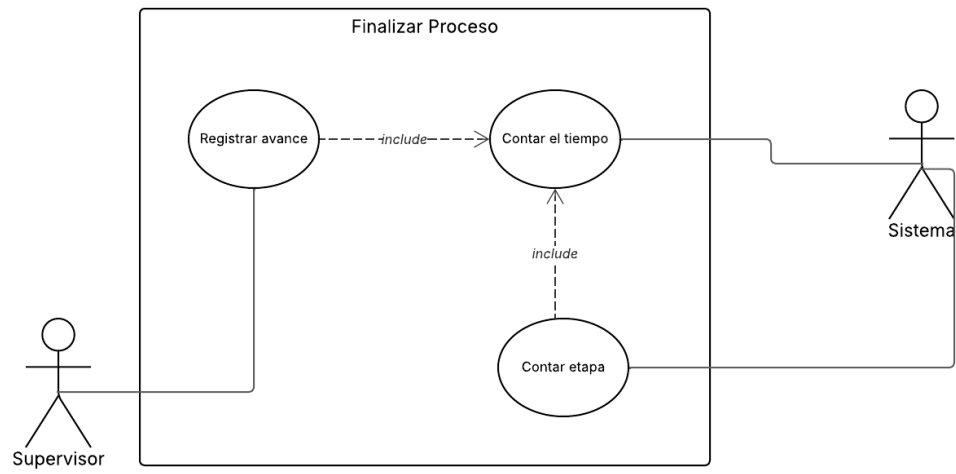 Finalizar Proceso
Registrar avance
include
Contar el tiempo
Sistema
include
Contar etapa
Supervisor